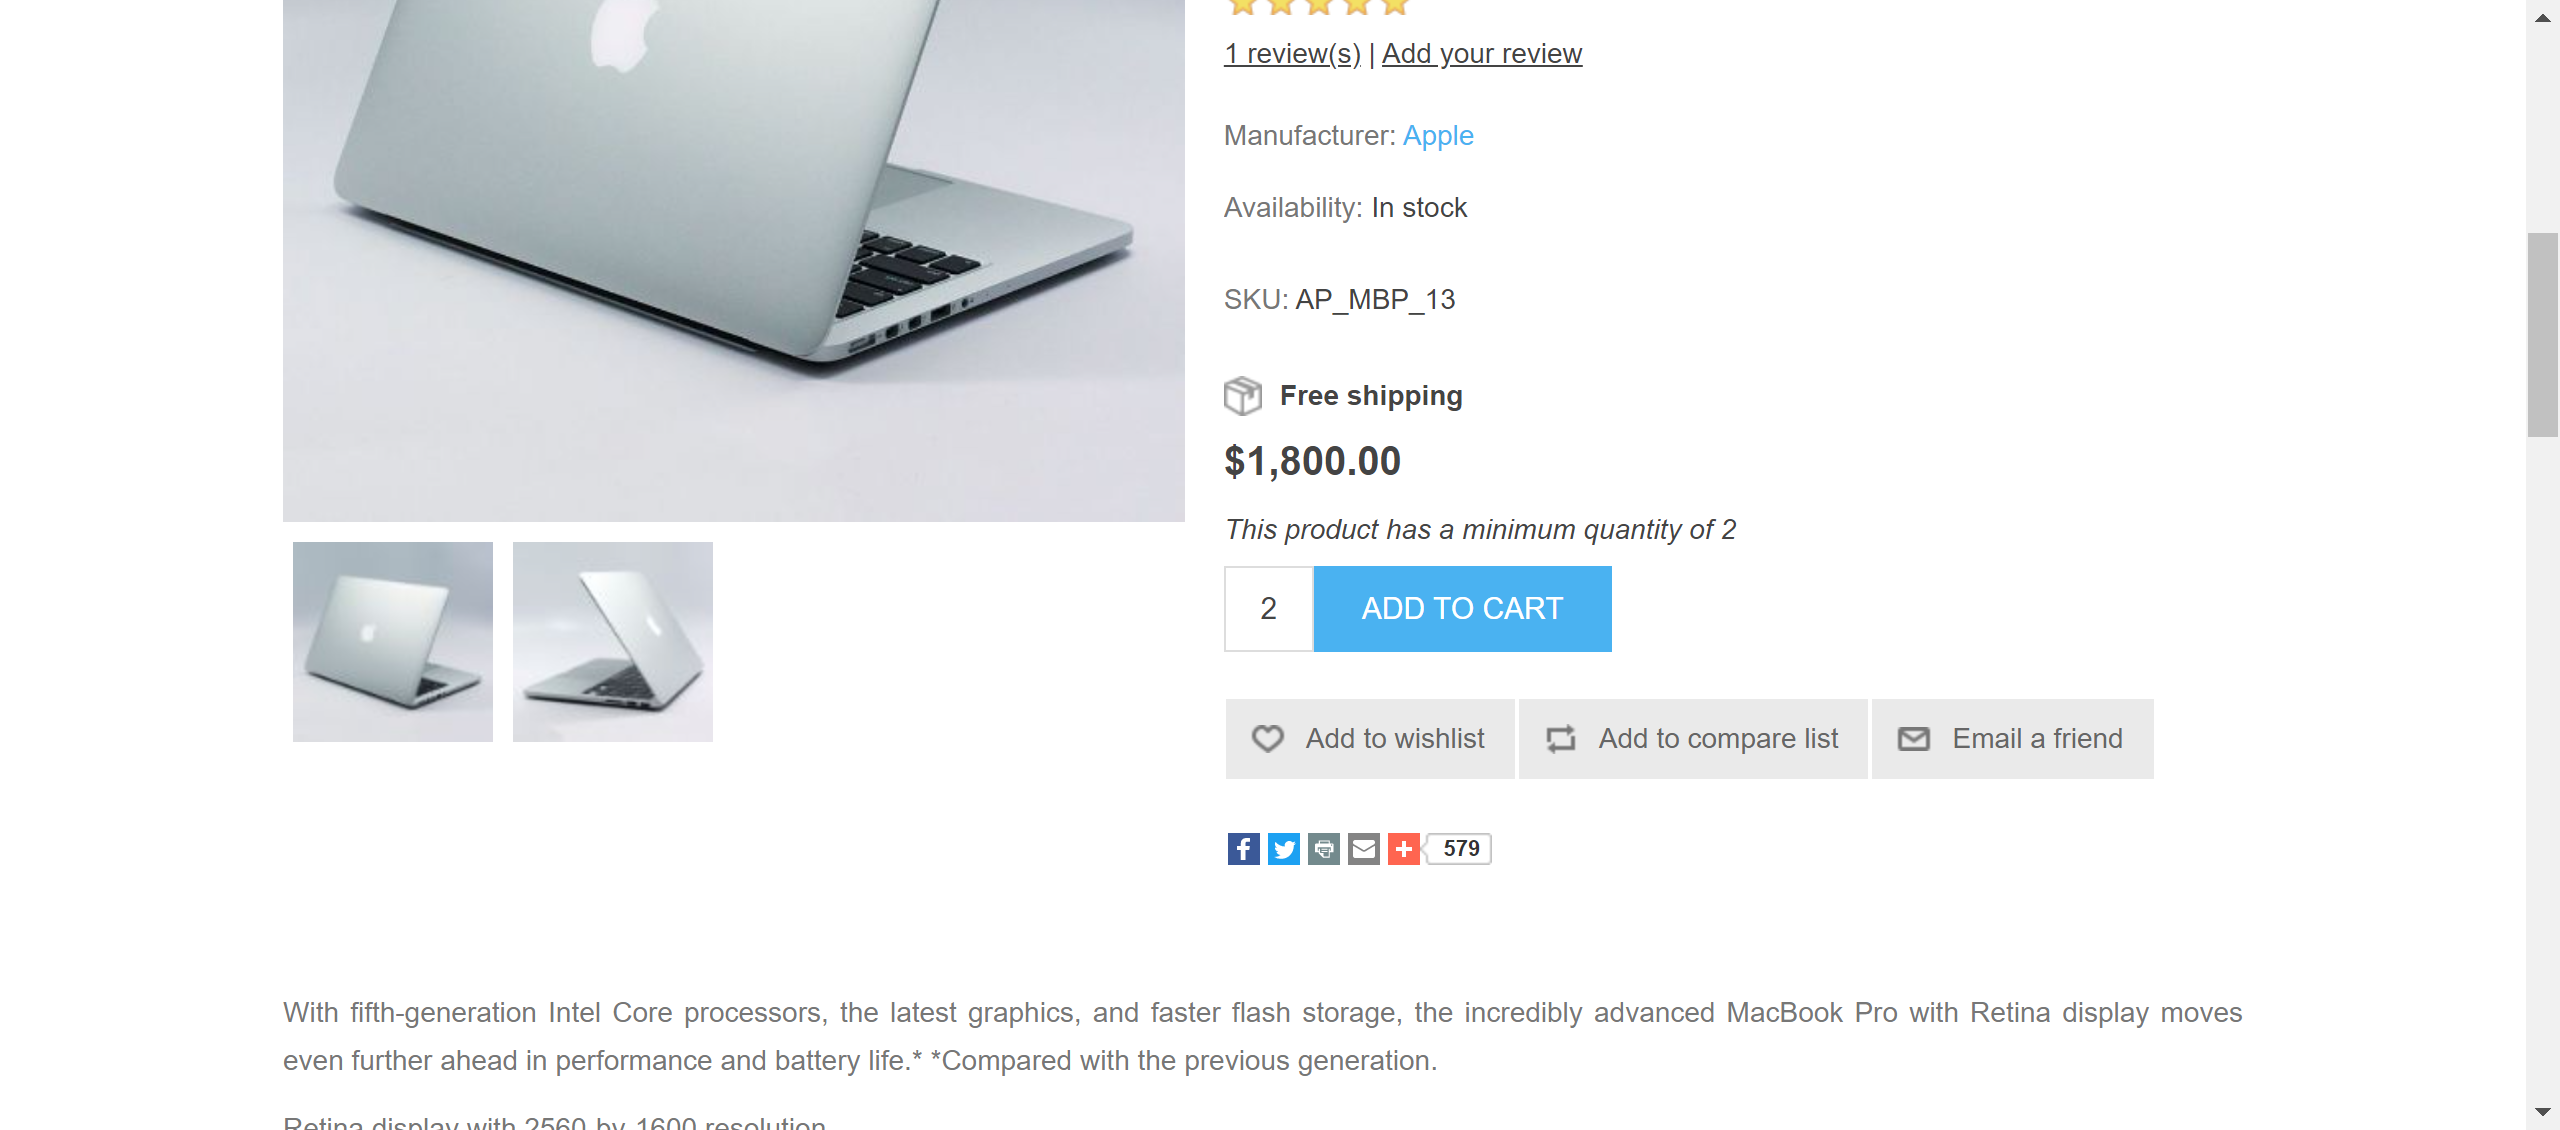 1 review(s) | Add your review
Manufacturer: Apple
Availability: In stock
SKU: AP_MBP_13
Free shipping
$1,800.00
This product has a minimum quantity of 2
2 ADD TO CART
Add to wishlist Add to compare list Email a friend
579
With fifth-generation Intel Core processors, the latest graphics, and faster flash storage, the incredibly advanced MacBook Pro with Retina display moves
even further ahead in performance and battery life.* *Compared with the previous generation.
Retina display with 2560-by-1600 resolution